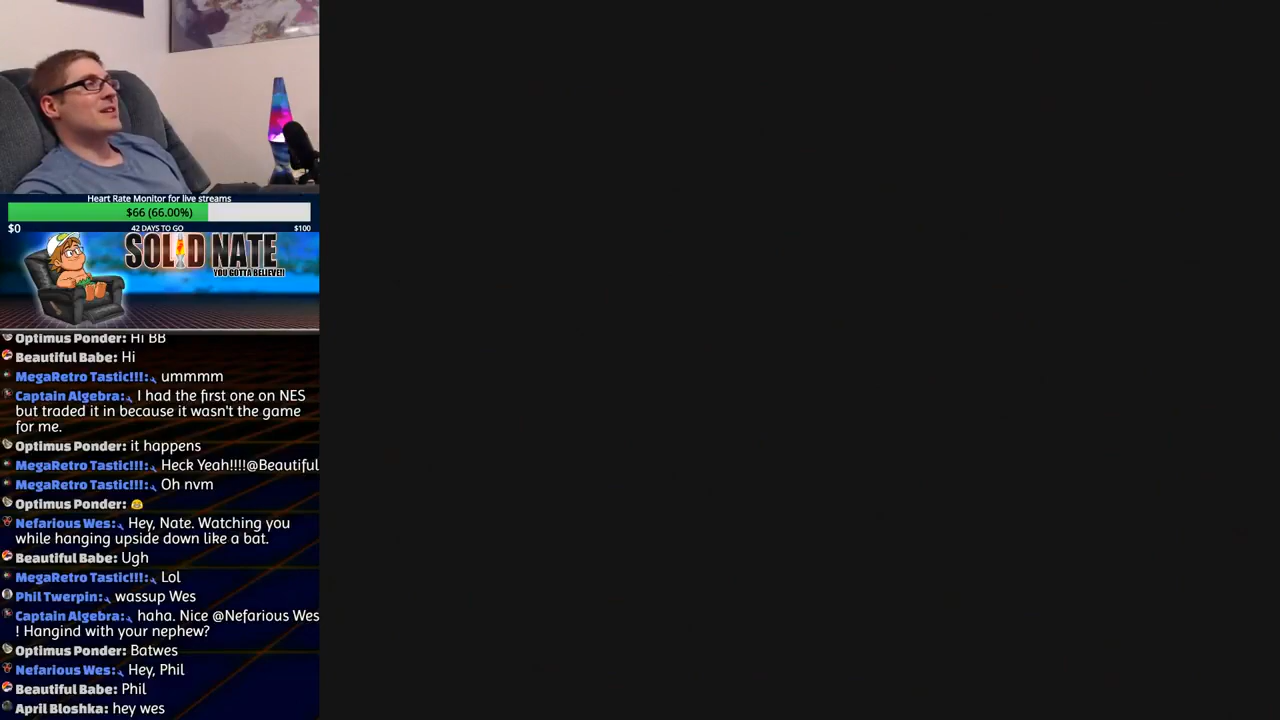 Heart Rate Monitor for live streams
$66 (66.00%)
$0
42 DAYS TO GO
$100
SOLID NATE
YOU GOTTA BELIEVE!!
Optimus Ponder: Hi BB
Beautiful Babe: Hi
MegaRetro Tastic!!!: ummmm
Captain Algebra: I had the first one on NES
but traded it in because it wasn't the game
for me.
Optimus Ponder: it happens
MegaRetro Tastic!!!: Heck Yeah!!!!@Beautiful
MegaRetro Tastic!!!: Oh nvm
Optimus Ponder:
Nefarious Wes: Hey, Nate. Watching you
while hanging upside down like a bat.
Beautiful Babe: Ugh
MegaRetro Tastic!!!: Lol
Phil Twerpin: wassup Wes
Captain Algebra: haha. Nice @Nefarious Wes
! Hangind with your nephew?
Optimus Ponder: Batwes
Nefarious Wes: Hey, Phil
Beautiful Babe: Phil
April Bloshka: hey wes